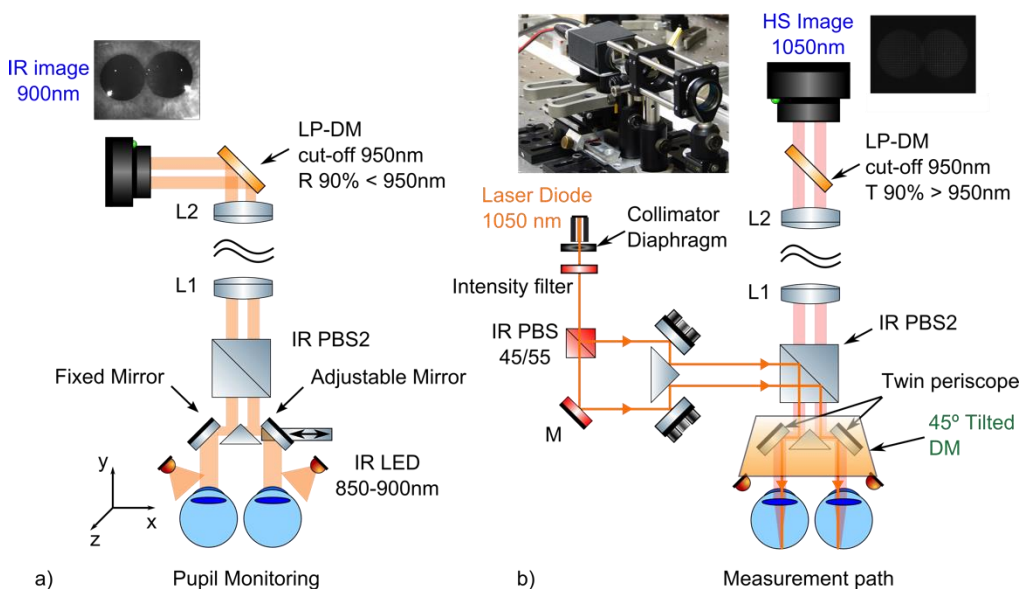 IR image
900nm
LP-DM
cut-off 950nm
R 90% < 950nm
L2
L1
IR PBS2
Fixed Mirror
Adjustable Mirror
IR LED
850-900nm
y
x
z
a)
Pupil Monitoring
HS Image
1050nm
LP-DM
cut-off 950nm
T 90% > 950nm
Laser Diode
1050 nm
Collimator
Diaphragm
L2
Intensity filter
L1
IR PBS
45/55
IR PBS2
Twin periscope
M
45º Tilted
DM
b)
Measurement path